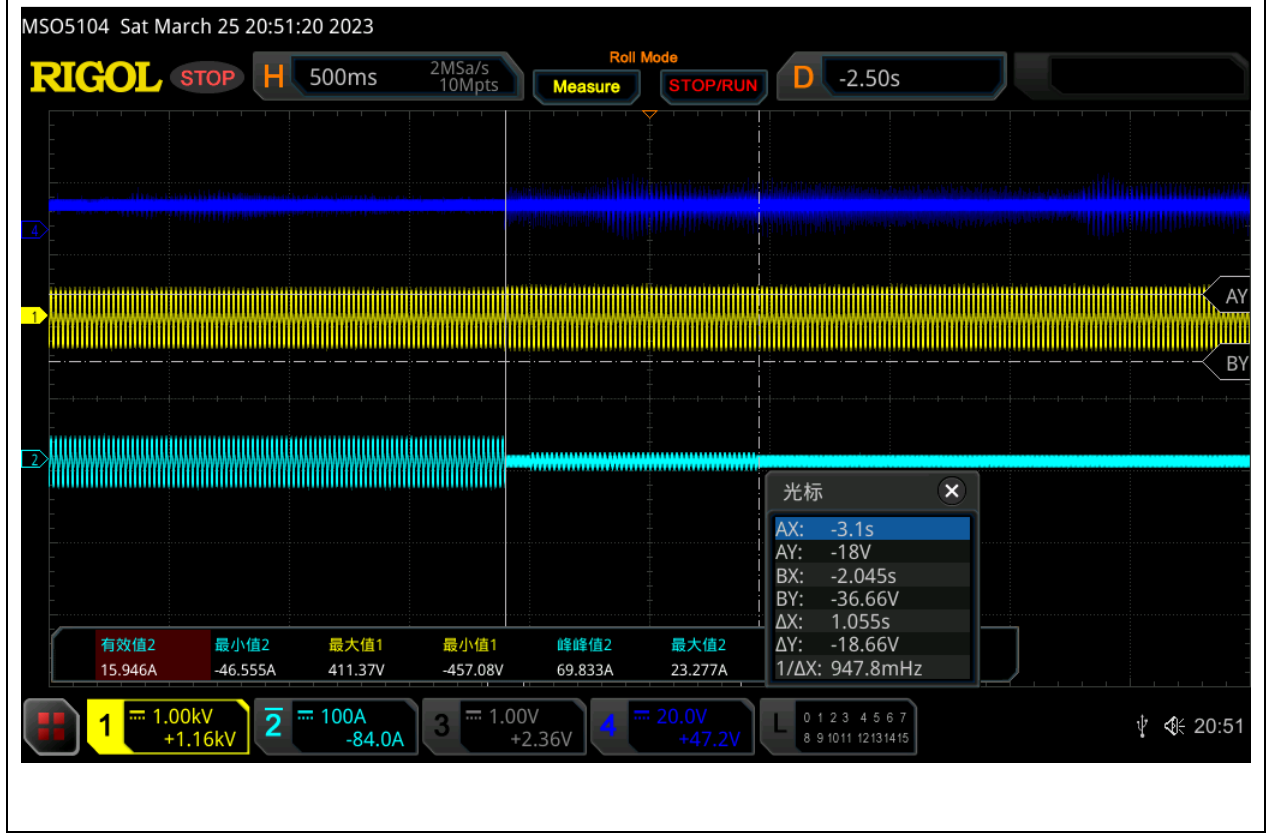 MSO5104 Sat March 25 20:51:20 2023
RIGOL STOP H 500ms 2MSa/s 10Mpts Roll Mode Measure STOP/RUN D -2.50s
4
1
AY
BY
2
光标
AX: -3.1s
AY: -18V
BX: -2.045s
BY: -36.66V
ΔX: 1.055s
ΔY: -18.66V
1/ΔX: 947.8mHz
有效值2 最小值2 最大值1 最小值1 峰峰值2 最大值2
15.946A -46.555A 411.37V -457.08V 69.833A 23.277A
1 1.00kV +1.16kV
2 100A -84.0A
3 1.00V +2.36V
4 20.0V +47.2V
L 0 1 2 3 4 5 6 7
8 9 1011 12131415
20:51